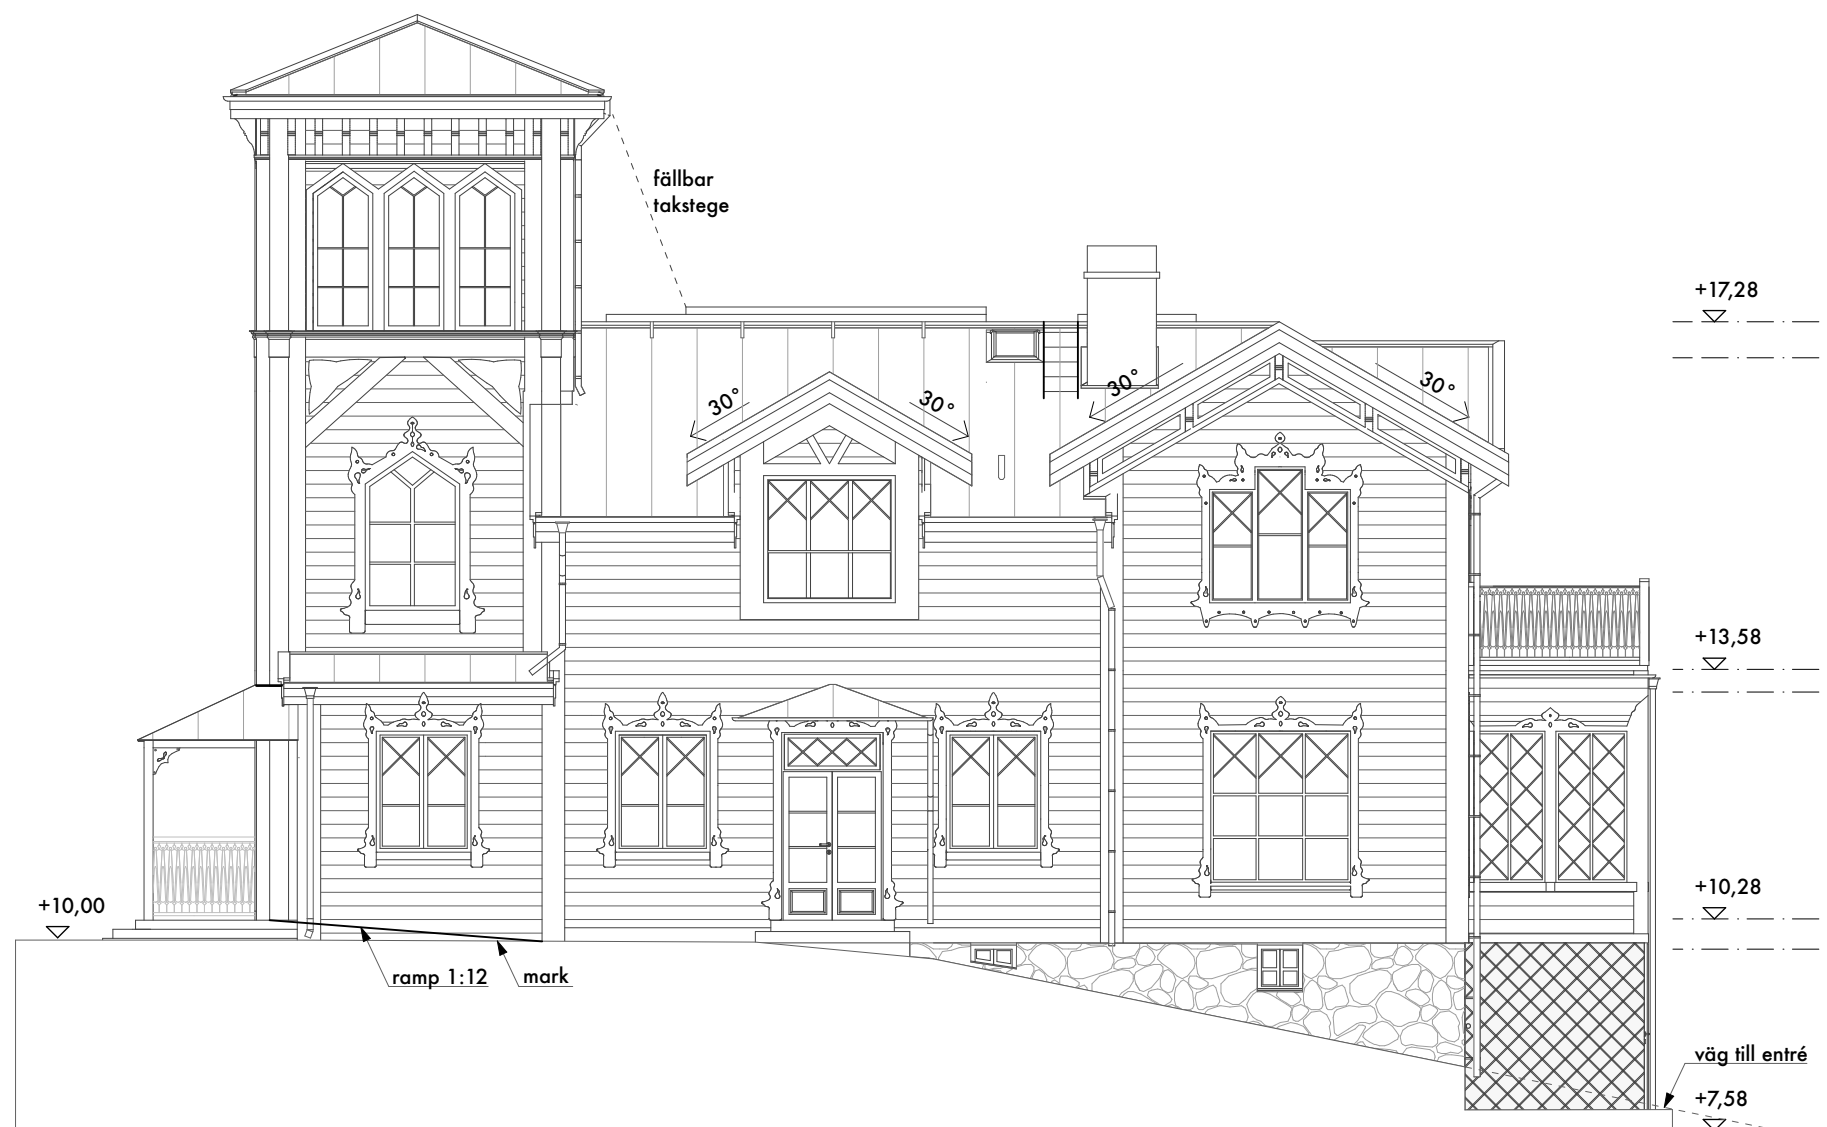 fällbar
takstege
+17,28
30°
30°
30°
30°
+13,58
+10,28
+10,00
ramp 1:12
mark
väg till entré
+7,58